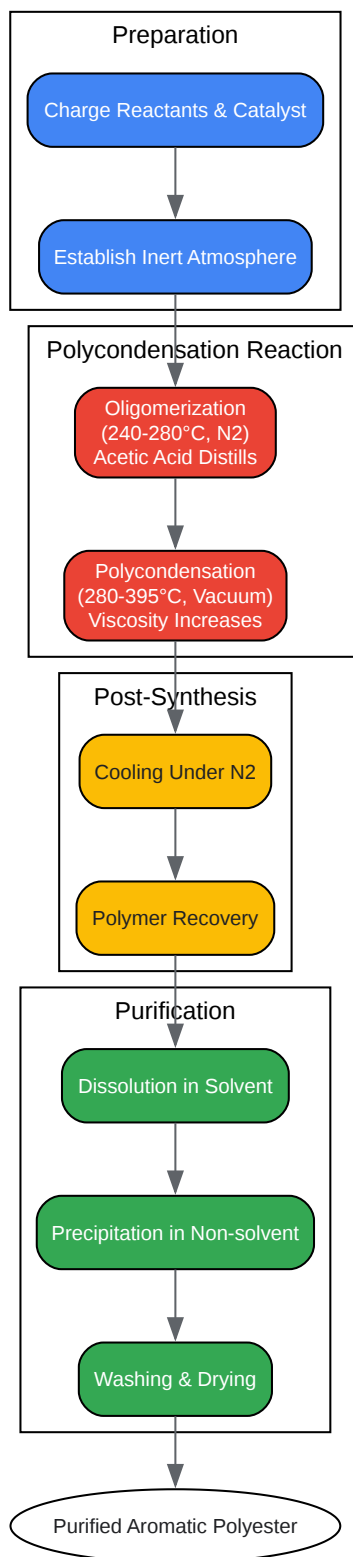 Preparation
Charge Reactants & Catalyst
Establish Inert Atmosphere
Polycondensation Reaction
Oligomerization
(240-280°C, N2)
Acetic Acid Distills
Polycondensation
(280-395°C, Vacuum)
Viscosity Increases
Post-Synthesis
Cooling Under N2
Polymer Recovery
Purification
Dissolution in Solvent
Precipitation in Non-solvent
Washing & Drying
Purified Aromatic Polyester